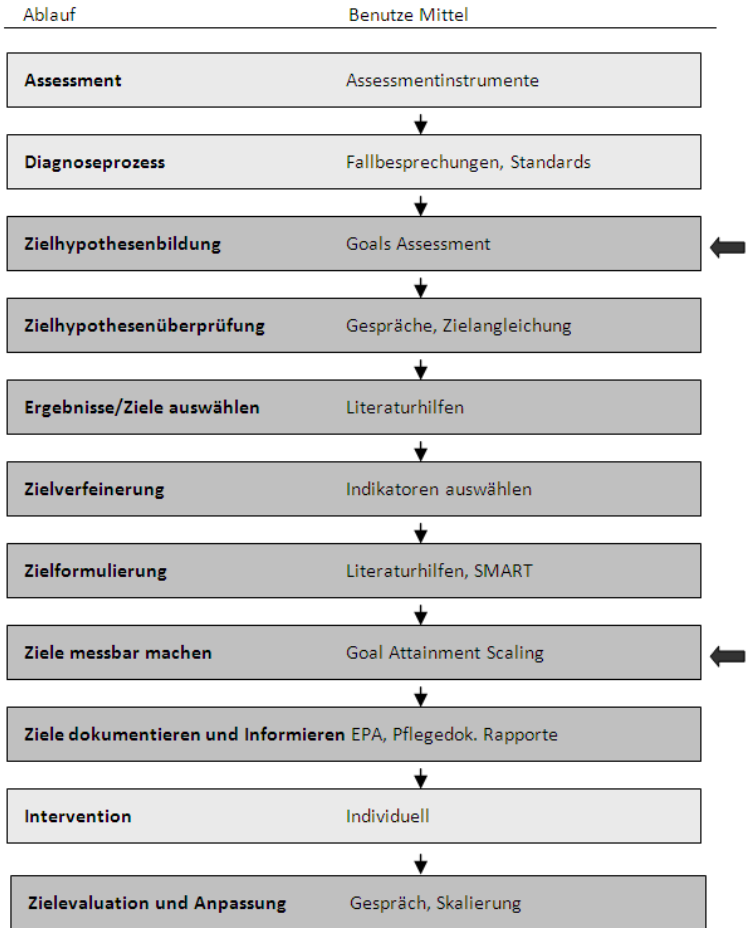 Ablauf Benutze Mittel
Assessment Assessmentinstrumente
Diagnoseprozess Fallbesprechungen, Standards
Zielhypothesenbildung Goals Assessment
Zielhypothesenüberprüfung Gespräche, Zielangleichung
Ergebnisse/Ziele auswählen Literaturhilfen
Zielverfeinerung Indikatoren auswählen
Zielformulierung Literaturhilfen, SMART
Ziele messbar machen Goal Attainment Scaling
Ziele dokumentieren und Informieren EPA, Pflegedok. Rapporte
Intervention Individuell
Zielevaluation und Anpassung Gespräch, Skalierung